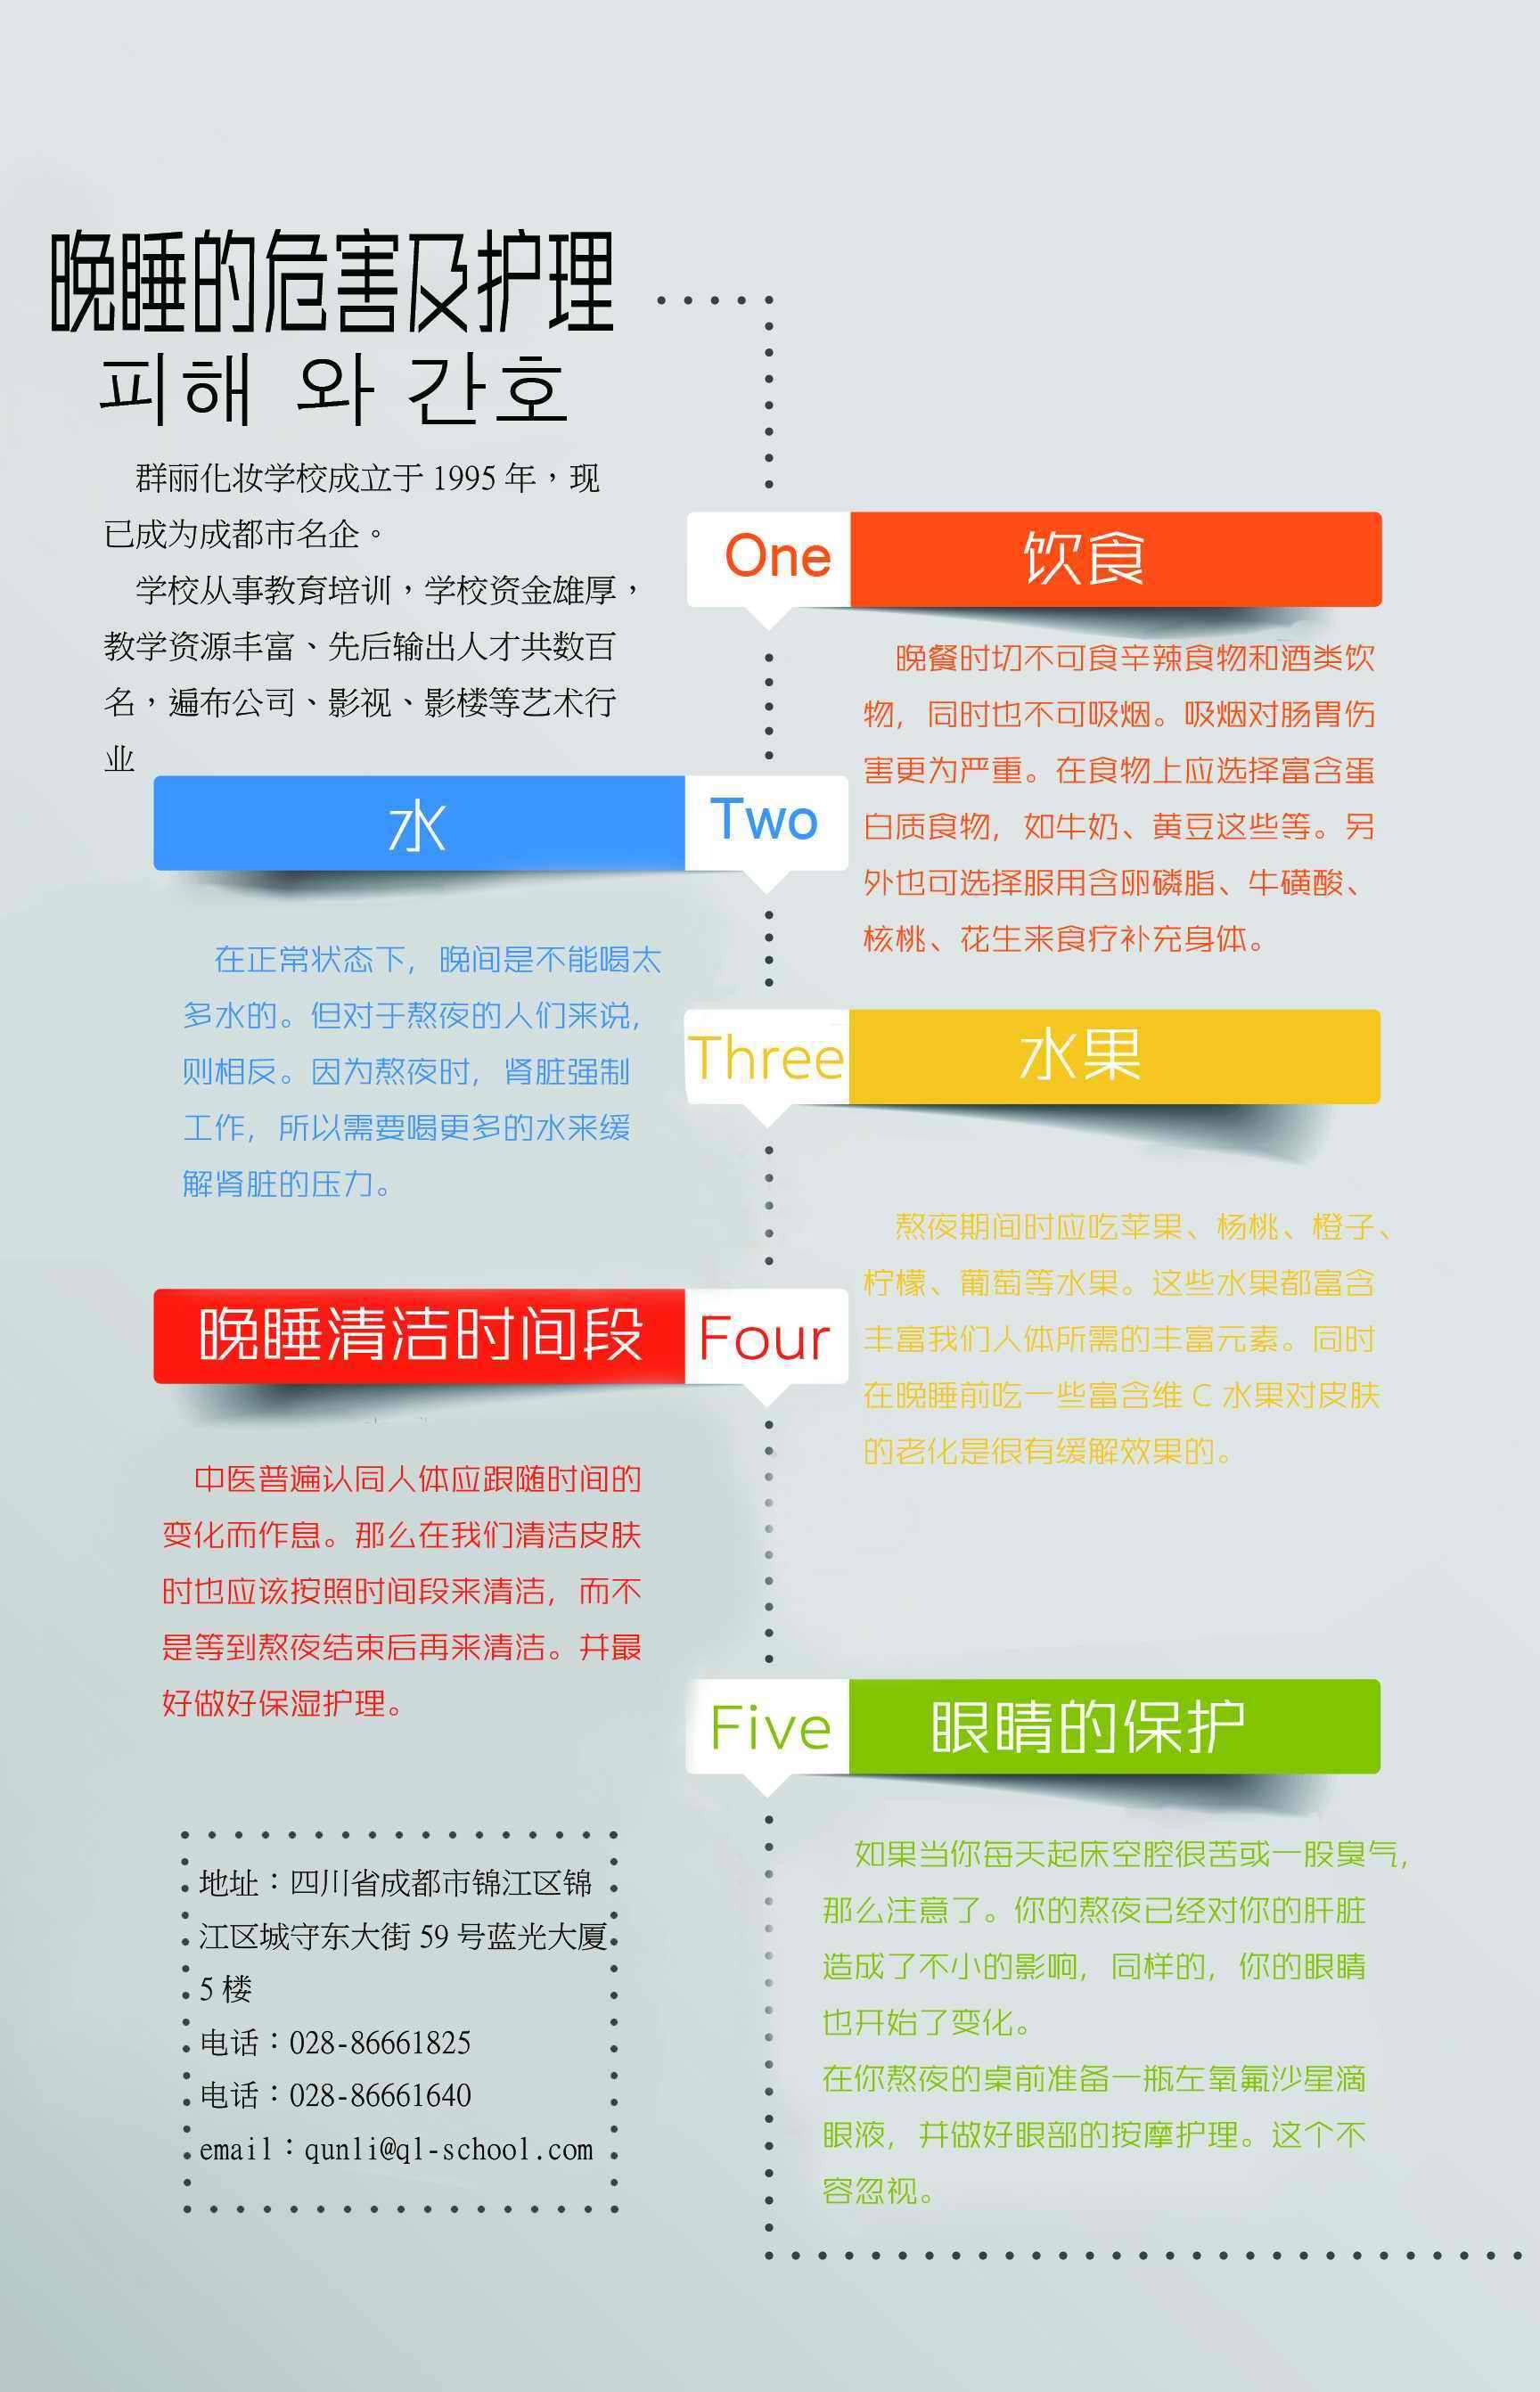 晚睡的危害及护理
피해 와 간호
群丽化妆学校成立于 1995 年，现
已成为成都市名企。
学校从事教育培训，学校资金雄厚，
教学资源丰富、先后输出人才共数百
名，遍布公司、影视、影楼等艺术行
业
One 饮食
晚餐时切不可食辛辣食物和酒类饮
物，同时也不可吸烟。吸烟对肠胃伤
害更为严重。在食物上应选择富含蛋
白质食物，如牛奶、黄豆这些等。另
外也可选择服用含卵磷脂、牛磺酸、
核桃、花生来食疗补充身体。
水 Two
在正常状态下，晚间是不能喝太
多水的。但对于熬夜的人们来说，
则相反。因为熬夜时，肾脏强制
工作，所以需要喝更多的水来缓
解肾脏的压力。
Three 水果
熬夜期间时应吃苹果、杨桃、橙子、
柠檬、葡萄等水果。这些水果都富含
丰富我们人体所需的丰富元素。同时
在晚睡前吃一些富含维 C 水果对皮肤
的老化是很有缓解效果的。
晚睡清洁时间段 Four
中医普遍认同人体应跟随时间的
变化而作息。那么在我们清洁皮肤
时也应该按照时间段来清洁，而不
是等到熬夜结束后再来清洁。并最
好做好保湿护理。
Five 眼睛的保护
如果当你每天起床空腔很苦或一股臭气，
那么注意了。你的熬夜已经对你的肝脏
造成了不小的影响，同样的，你的眼睛
也开始了变化。
在你熬夜的桌前准备一瓶左氧氟沙星滴
眼液，并做好眼部的按摩护理。这个不
容忽视。
地址：四川省成都市锦江区锦
江区城守东大街 59 号蓝光大厦
5 楼
电话：028-86661825
电话：028-86661640
email：qunli@ql-school.com